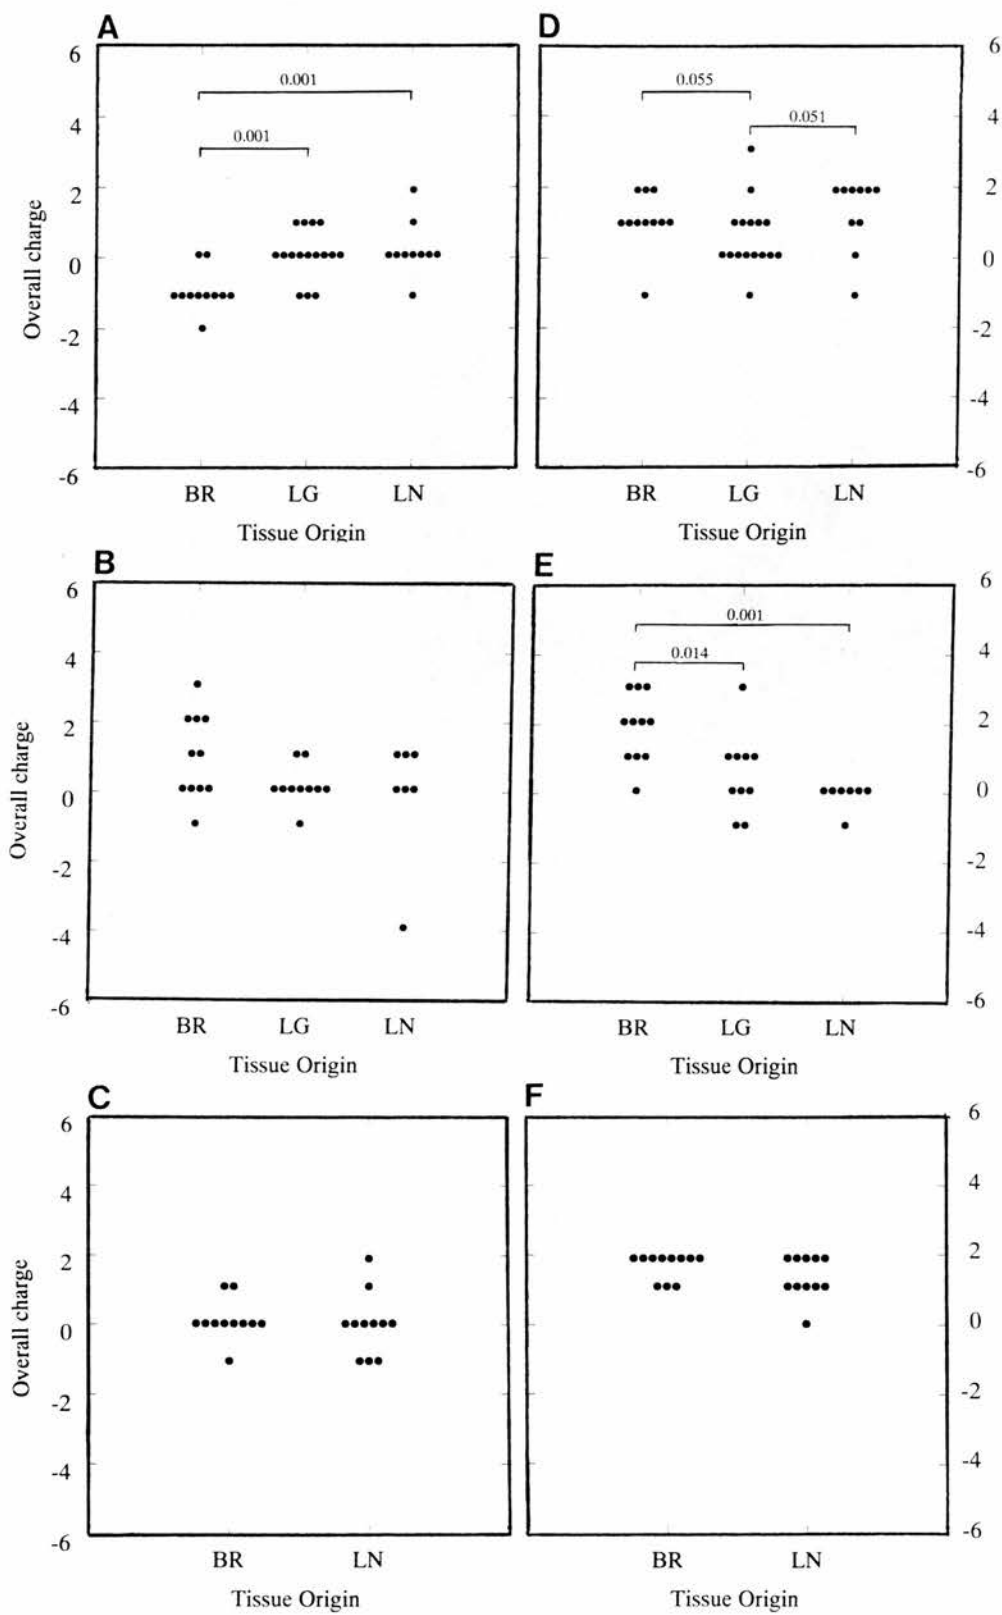 A
D
6
4
2
0
-2
-4
-6
Overall charge
0.001
0.001
BR LG LN
Tissue Origin
0.055
0.051
6
4
2
0
-2
-4
-6
BR LG LN
Tissue Origin
B
E
6
4
2
0
-2
-4
-6
Overall charge
BR LG LN
Tissue Origin
0.001
0.014
6
4
2
0
-2
-4
-6
BR LG LN
Tissue Origin
C
F
6
4
2
0
-2
-4
-6
Overall charge
BR LN
Tissue Origin
6
4
2
0
-2
-4
-6
BR LN
Tissue Origin